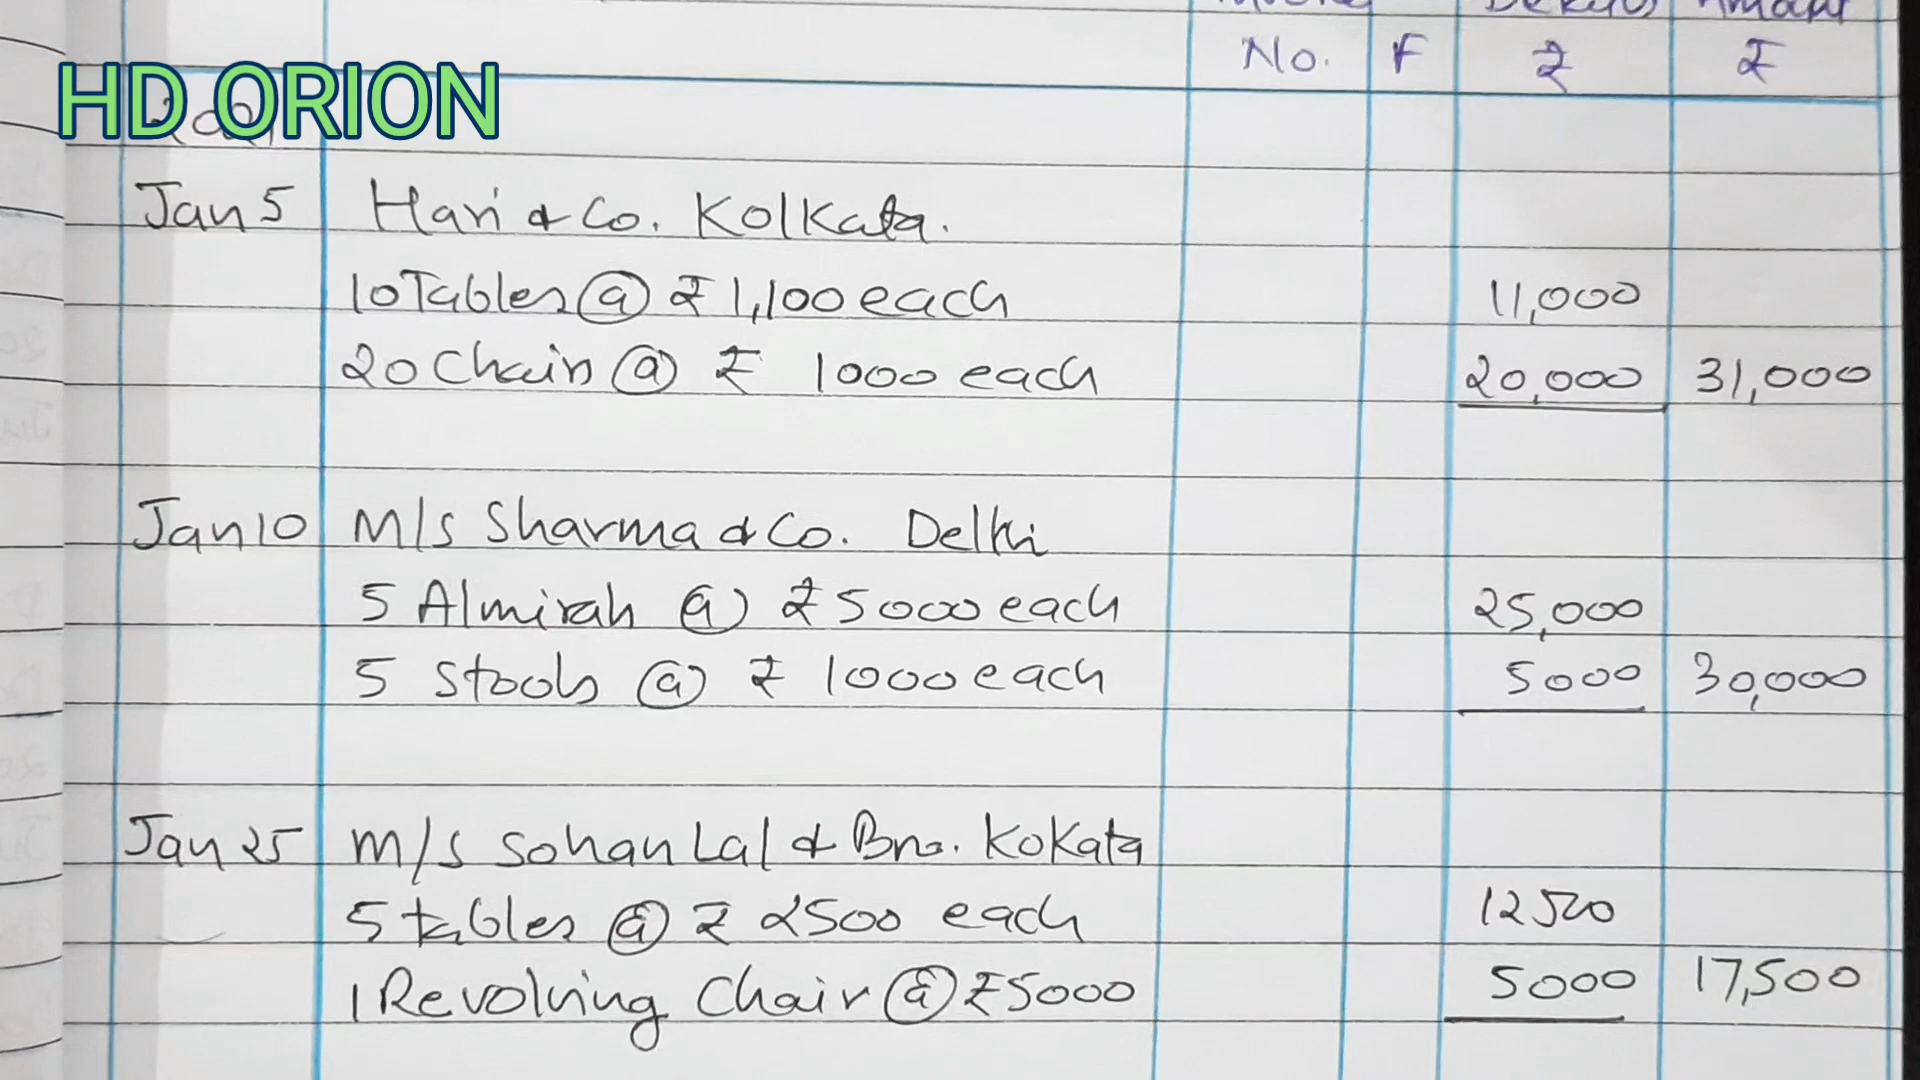 HD ORION
No. F ₹ ₹
Jan 5 Hari & Co. Kolkata.
10 Tables @ ₹ 1,100 each 11,000
20 Chairs @ ₹ 1000 each 20,000 31,000
Jan 10 M/s Sharma & Co. Delhi
5 Almirah @ ₹ 5000 each 25,000
5 Stools @ ₹ 1000 each 5000 30,000
Jan 25 M/s Sohan Lal & Bro. KoKata
5 tables @ ₹ 2500 each 12500
1 Revolving Chair @ ₹ 5000 5000 17,500